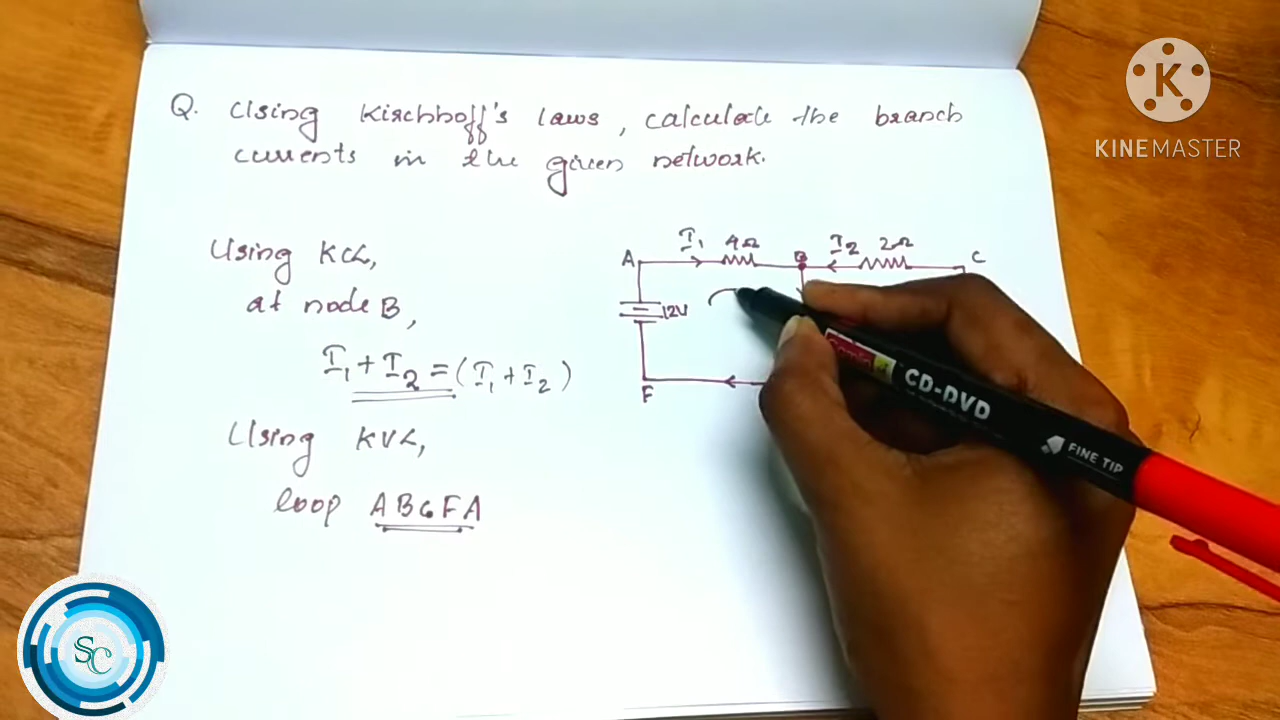 Q. Using Kirchhoff's laws, calculate the branch
currents in the given network.
Using KCL,
at node B,
I1 + I2 = (I1 + I2)
Using KVL,
loop ABGFA
A I1 4Ω B I2 2Ω C
12V
F
K
KINEMASTER
CD-DVD
FINE TIP
SC